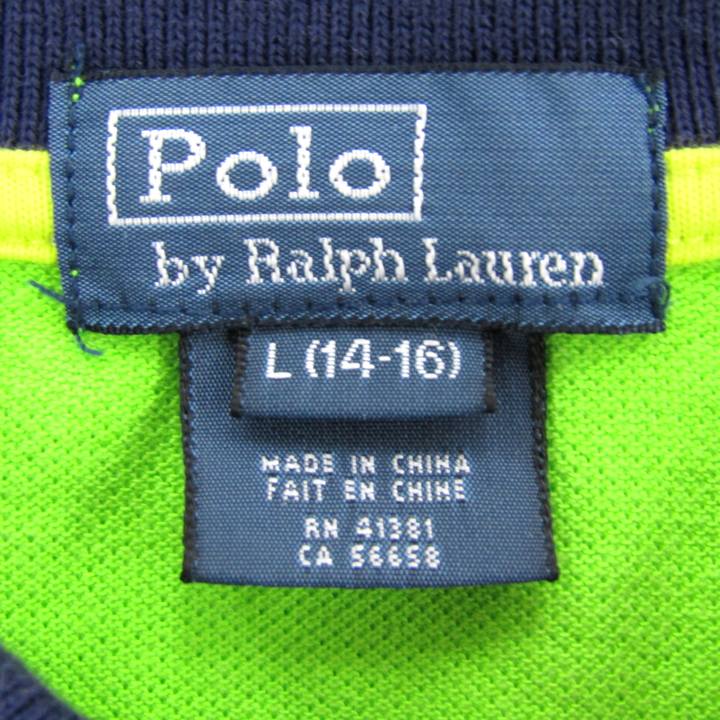 Polo
by Ralph Lauren
L (14-16)
MADE IN CHINA
FAIT EN CHINE
RN 41381
CA 56658